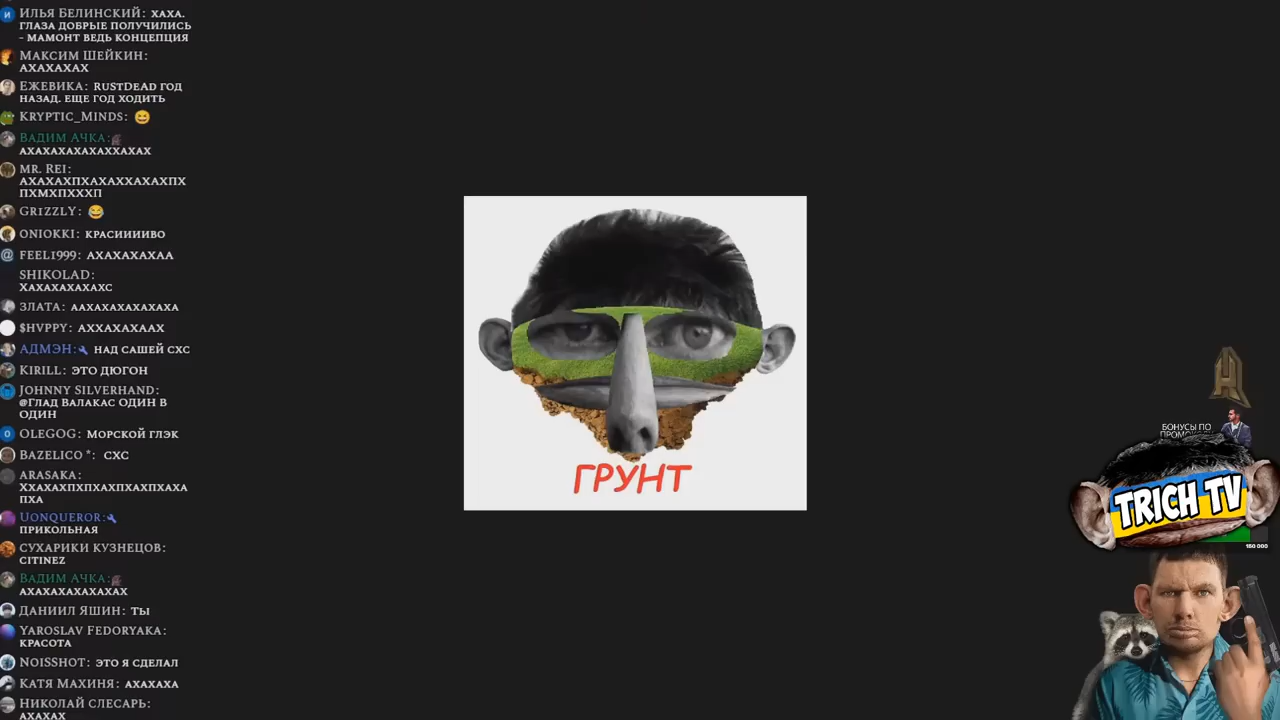 ИЛЬЯ БЕЛИНСКИЙ: ХАХА.
ГЛАЗА ДОБРЫЕ ПОЛУЧИЛИСЬ
- МАМОНТ ВЕДЬ КОНЦЕПЦИЯ
МАКСИМ ШЕЙКИН:
АХАХАХАХ
ЕЖЕВИКА: RUSTDEAD ГОД
НАЗАД. ЕЩЕ ГОД ХОДИТЬ
KRYPTIC_MINDS: 😄
ВАДИМ АЧКА:
АХАХАХАХАХАХХАХАХ
MR. REI:
АХАХАХПХАХАХХАХАХПХ
ПХМХПХХХП
GRIZZLY: 😂
ONIOKKI: КРАСИИИИВО
@ FEEL1999: АХАХАХАХАА
SHIKOLAD:
ХАХАХАХАХАХС
ЗЛАТА: ААХАХАХАХАХАХА
$HVPPY: АХХАХАХААХ
АДМЭН: НАД САШЕЙ СХС
KIRILL: ЭТО ДЮГОН
JOHNNY SILVERHAND:
@ГЛАД ВАЛАКАС ОДИН В
ОДИН
OLEGOG: МОРСКОЙ ГЛЭК
BAZELICO *: СХС
ARASAKA:
ХХАХАХПХПХАХПХАХПХАХА
ПХА
UONQUEROR:
ПРИКОЛЬНАЯ
СУХАРИКИ КУЗНЕЦОВ:
CITINEZ
ВАДИМ АЧКА:
АХАХАХАХАХАХАХ
ДАНИИЛ ЯШИН: ТЫ
YAROSLAV FEDORYAKA:
КРАСОТА
NOISSHOT: ЭТО Я СДЕЛАЛ
КАТЯ МАХИНЯ: АХАХАХА
НИКОЛАЙ СЛЕСАРЬ:
АХАХАХ
ГРУНТ
БОНУСЫ ПО
TRICH TV
150 000